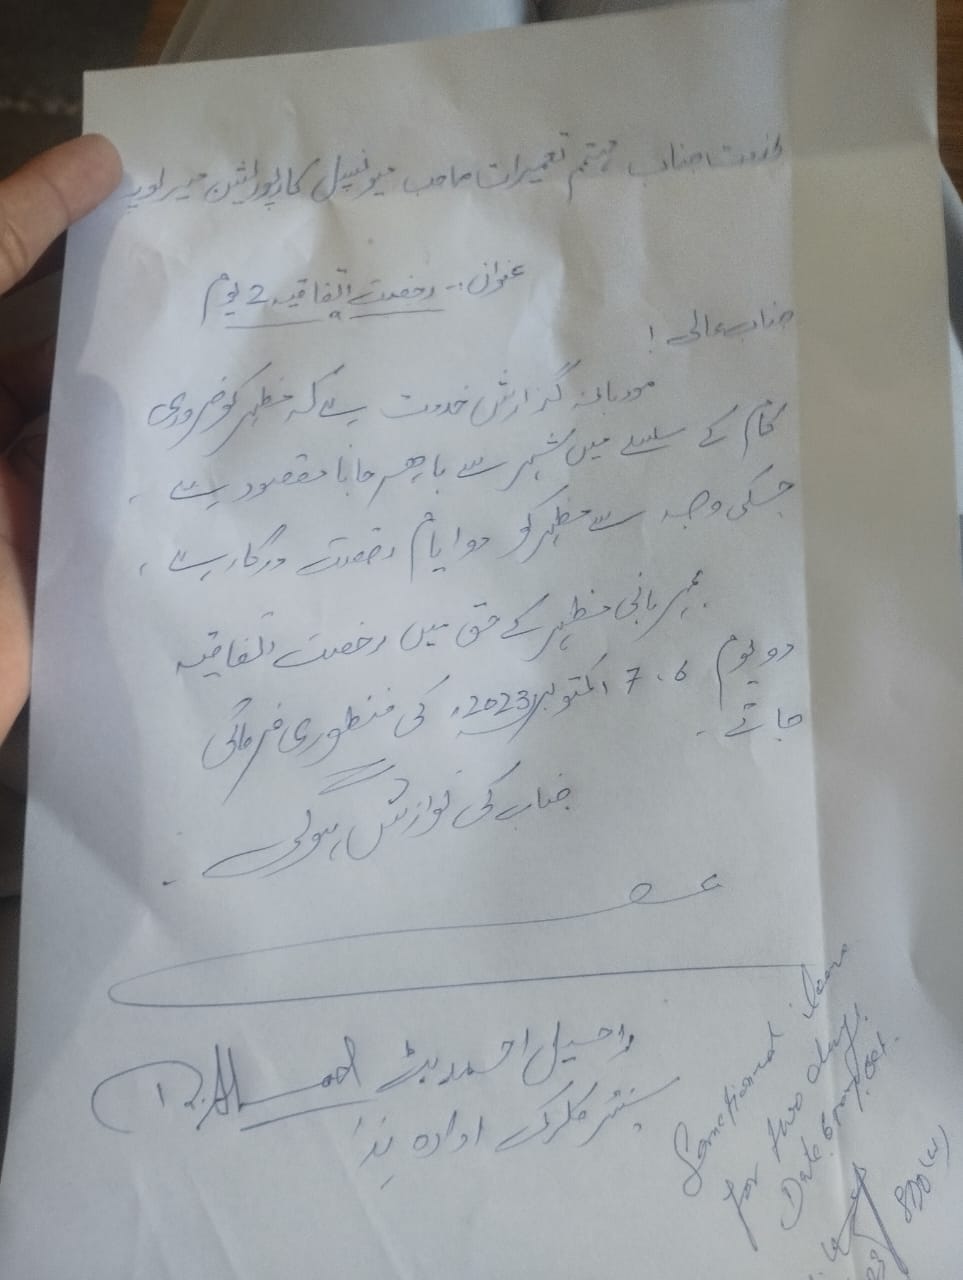 بخدمت جناب مہتمم تعمیرات صاحب میونسپل کارپوریشن میرپور
عنوان:۔ رخصت اتفاقیہ 2 یوم
جناب عالی!
مودبانہ گزارش خدمت ہے کہ مظہر کو ضروری
کام کے سلسلے میں شہر سے باہر جانا مقصود ہے ۔
جسکی وجہ سے مظہر کو دو ایام رخصت درکار ہے ،
مہربانی مظہر کے حق میں رخصت اتفاقیہ
دو یوم 6، 7 اکتوبر 2023ء کی منظوری فرمائی
جائے ۔
جناب کی نوازش ہوگی ۔
راحیل احمد بٹ
سینئر کلرک ادارہ ہذا
R. Ahmad
Sanctioned leave
for two days.
Date 6 and 7 Oct.
SDO (W)